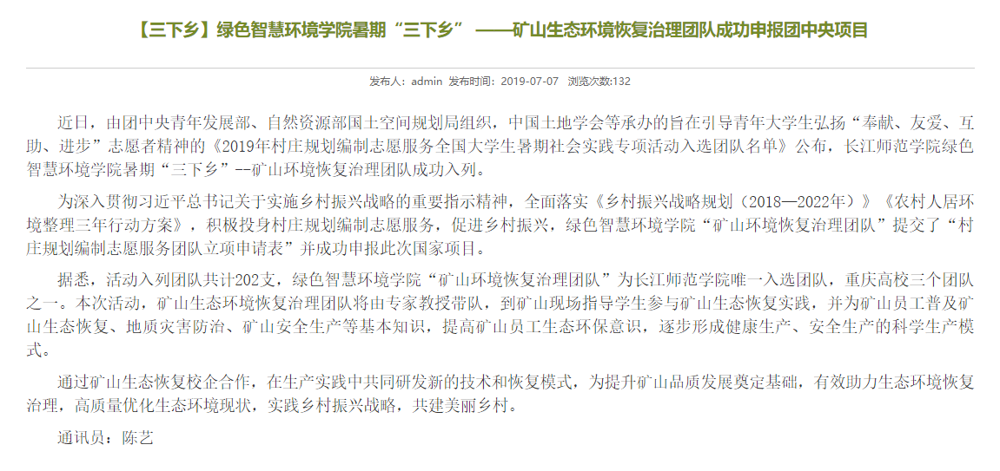 【三下乡】绿色智慧环境学院暑期“三下乡” ——矿山生态环境恢复治理团队成功申报团中央项目
发布人：admin 发布时间：2019-07-07 浏览次数:132
近日，由团中央青年发展部、自然资源部国土空间规划局组织，中国土地学会等承办的旨在引导青年大学生弘扬“奉献、友爱、互
助、进步”志愿者精神的《2019年村庄规划编制志愿服务全国大学生暑期社会实践专项活动入选团队名单》公布，长江师范学院绿色
智慧环境学院暑期“三下乡”--矿山环境恢复治理团队成功入列。
为深入贯彻习近平总书记关于实施乡村振兴战略的重要指示精神，全面落实《乡村振兴战略规划（2018—2022年）》《农村人居环
境整理三年行动方案》，积极投身村庄规划编制志愿服务，促进乡村振兴，绿色智慧环境学院“矿山环境恢复治理团队”提交了“村
庄规划编制志愿服务团队立项申请表”并成功申报此次国家项目。
据悉，活动入列团队共计202支，绿色智慧环境学院“矿山环境恢复治理团队”为长江师范学院唯一入选团队，重庆高校三个团队
之一。本次活动，矿山生态环境恢复治理团队将由专家教授带队，到矿山现场指导学生参与矿山生态恢复实践，并为矿山员工普及矿
山生态恢复、地质灾害防治、矿山安全生产等基本知识，提高矿山员工生态环保意识，逐步形成健康生产、安全生产的科学生产模
式。
通过矿山生态恢复校企合作，在生产实践中共同研发新的技术和恢复模式，为提升矿山品质发展奠定基础，有效助力生态环境恢复
治理，高质量优化生态环境现状，实践乡村振兴战略，共建美丽乡村。
通讯员：陈艺